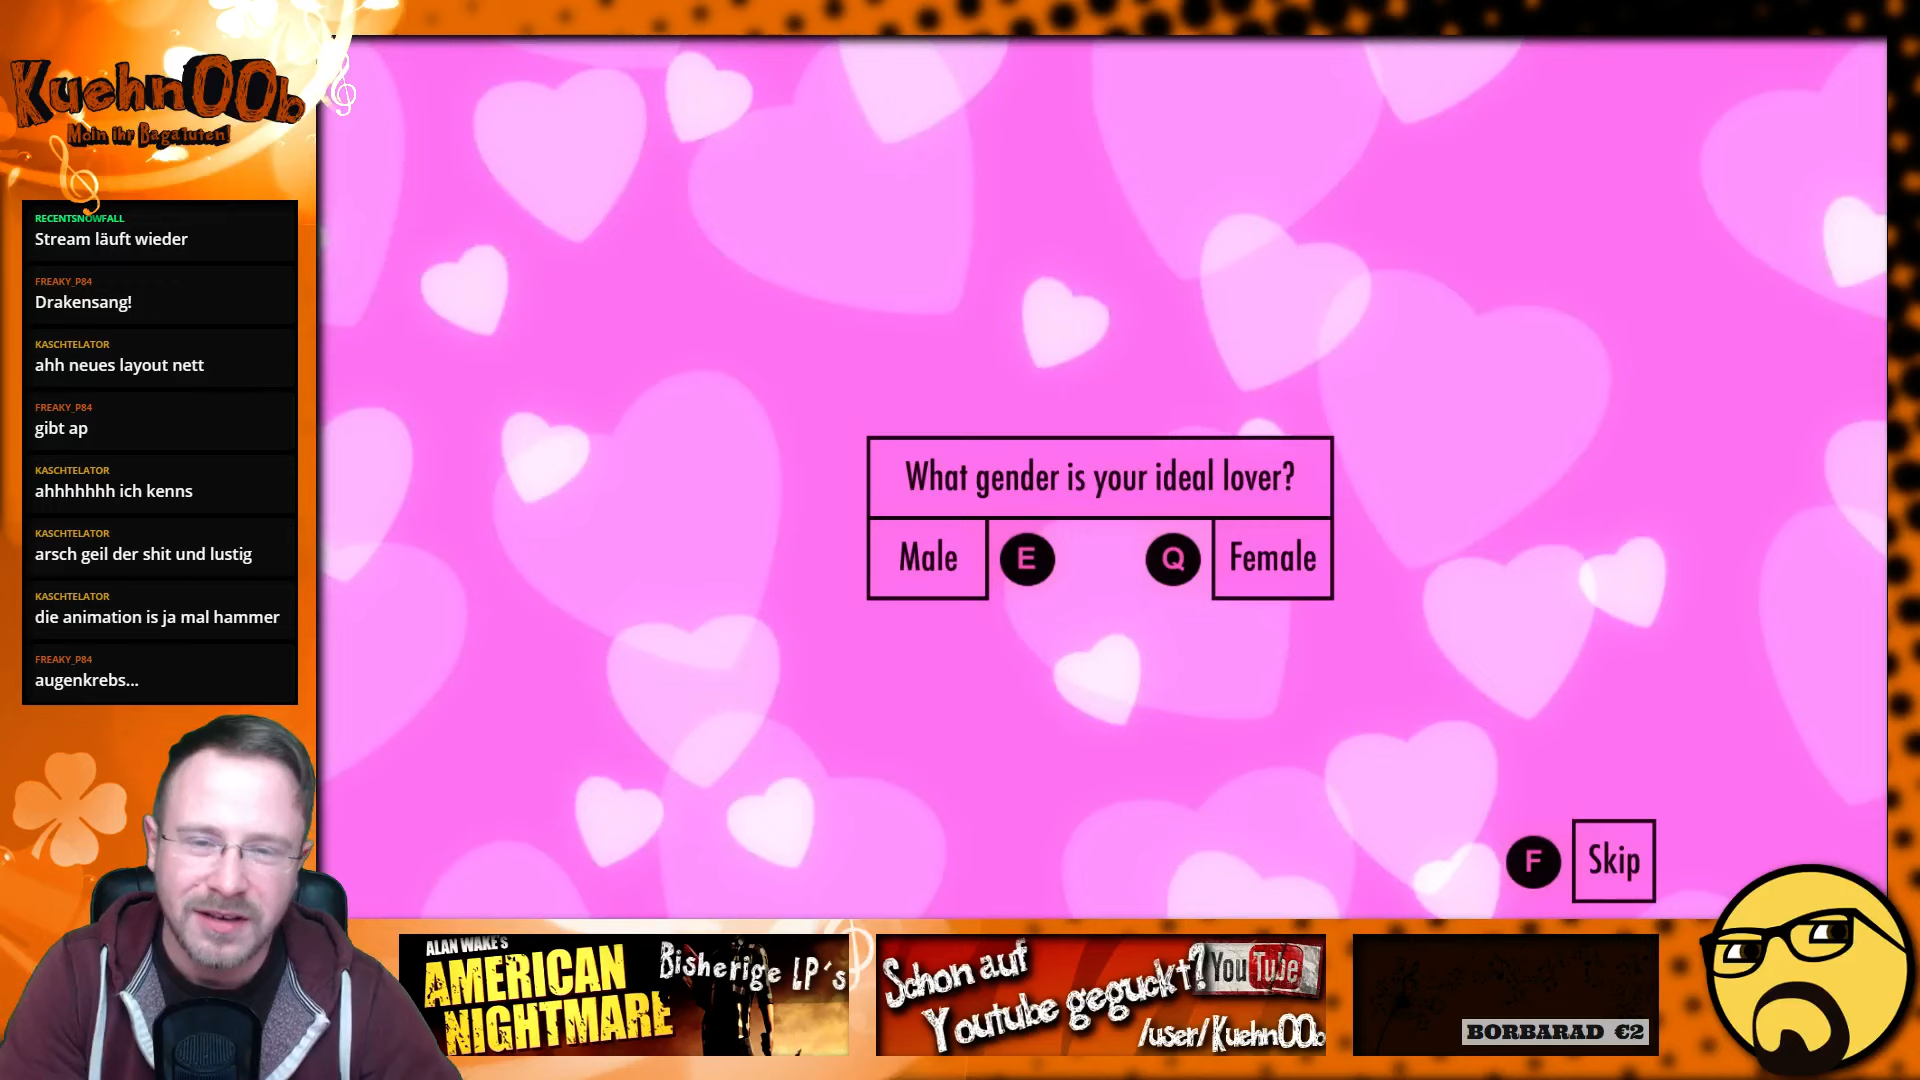 Kuehn00b
Moin ihr Bagaluten!
RECENTSNOWFALL
Stream läuft wieder
FREAKY_P84
Drakensang!
KASCHTELATOR
ahh neues layout nett
FREAKY_P84
gibt ap
KASCHTELATOR
ahhhhhhh ich kenns
KASCHTELATOR
arsch geil der shit und lustig
KASCHTELATOR
die animation is ja mal hammer
FREAKY_P84
augenkrebs...
What gender is your ideal lover?
Male E Q Female
F Skip
ALAN WAKE'S
AMERICAN
NIGHTMARE
Bisherige LP's
Schon auf
Youtube geguckt?
YouTube
/user/Kuehn00b
BORBARAD €2